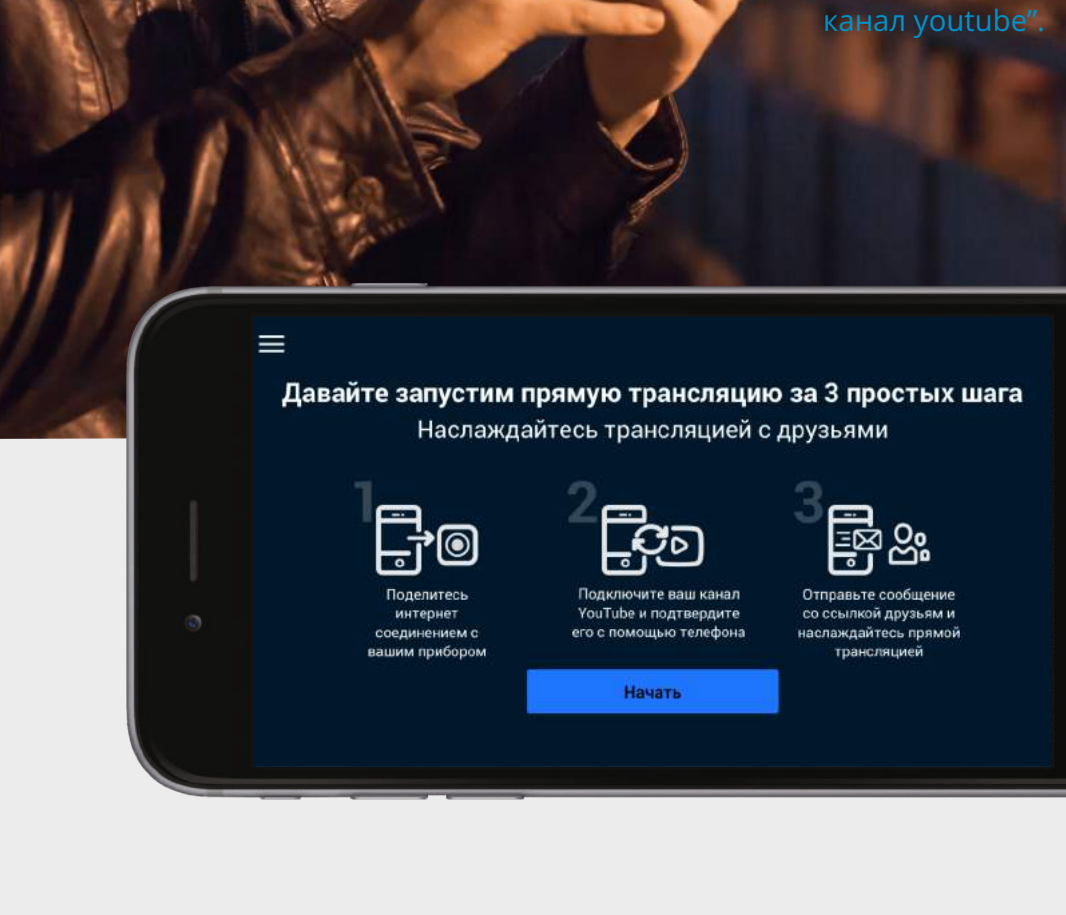 канал youtube”.
Давайте запустим прямую трансляцию за 3 простых шага
Наслаждайтесь трансляцией с друзьями
1
Поделитесь
интернет
соединением с
вашим прибором
2
Подключите ваш канал
YouTube и подтвердите
его с помощью телефона
3
Отправьте сообщение
со ссылкой друзьям и
наслаждайтесь прямой
трансляцией
Начать